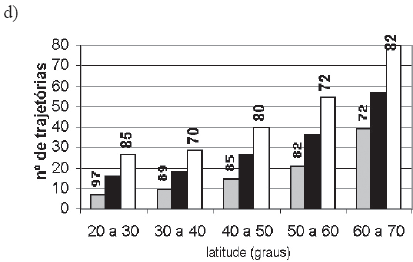 d)
80
70
60
50
40
30
20
10
0
nº de trajetórias
97
85
89
70
85
80
82
72
72
82
20 a 30
30 a 40
40 a 50
50 a 60
60 a 70
latitude (graus)